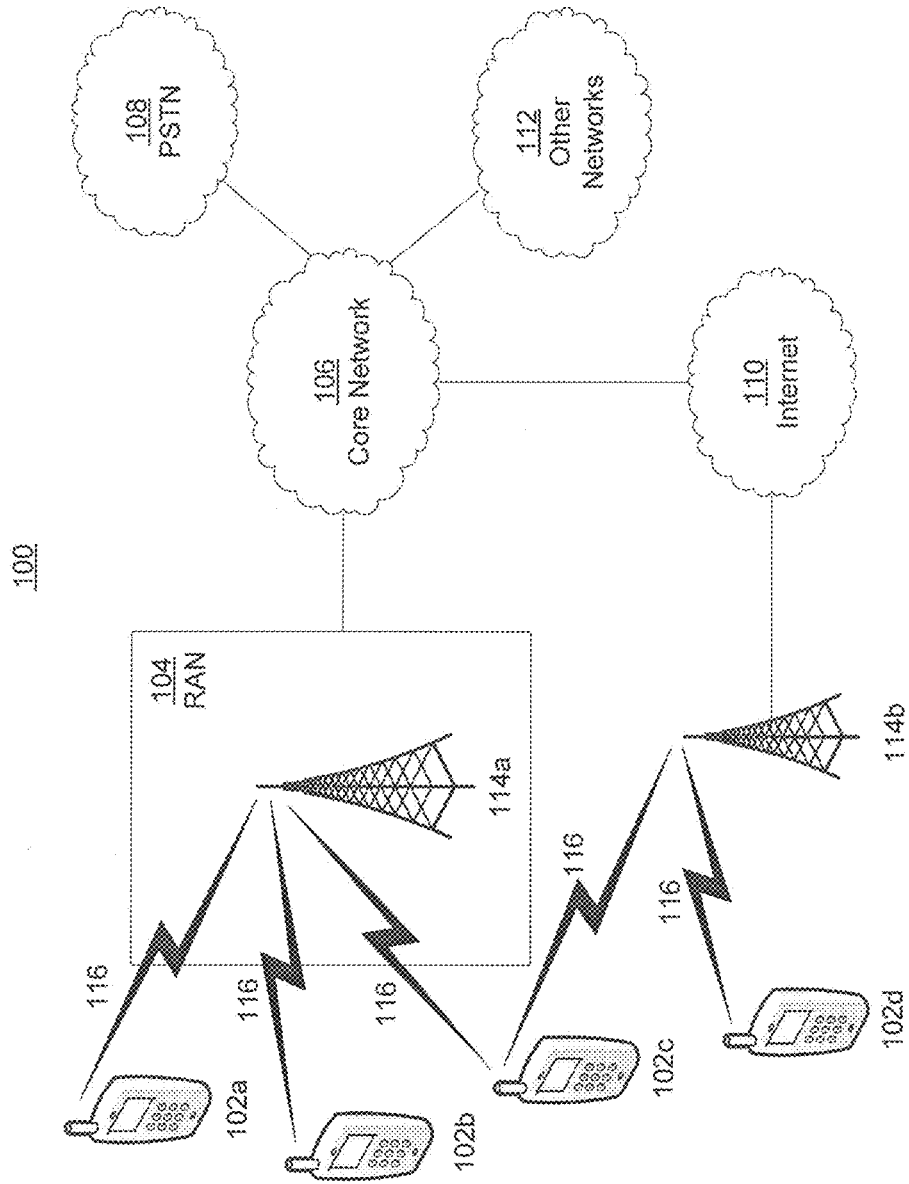 100
108
PSTN
106
Core Network
112
Other
Networks
104
RAN
110
Internet
114a
114b
116
116
116
116
116
102a
102b
102c
102d